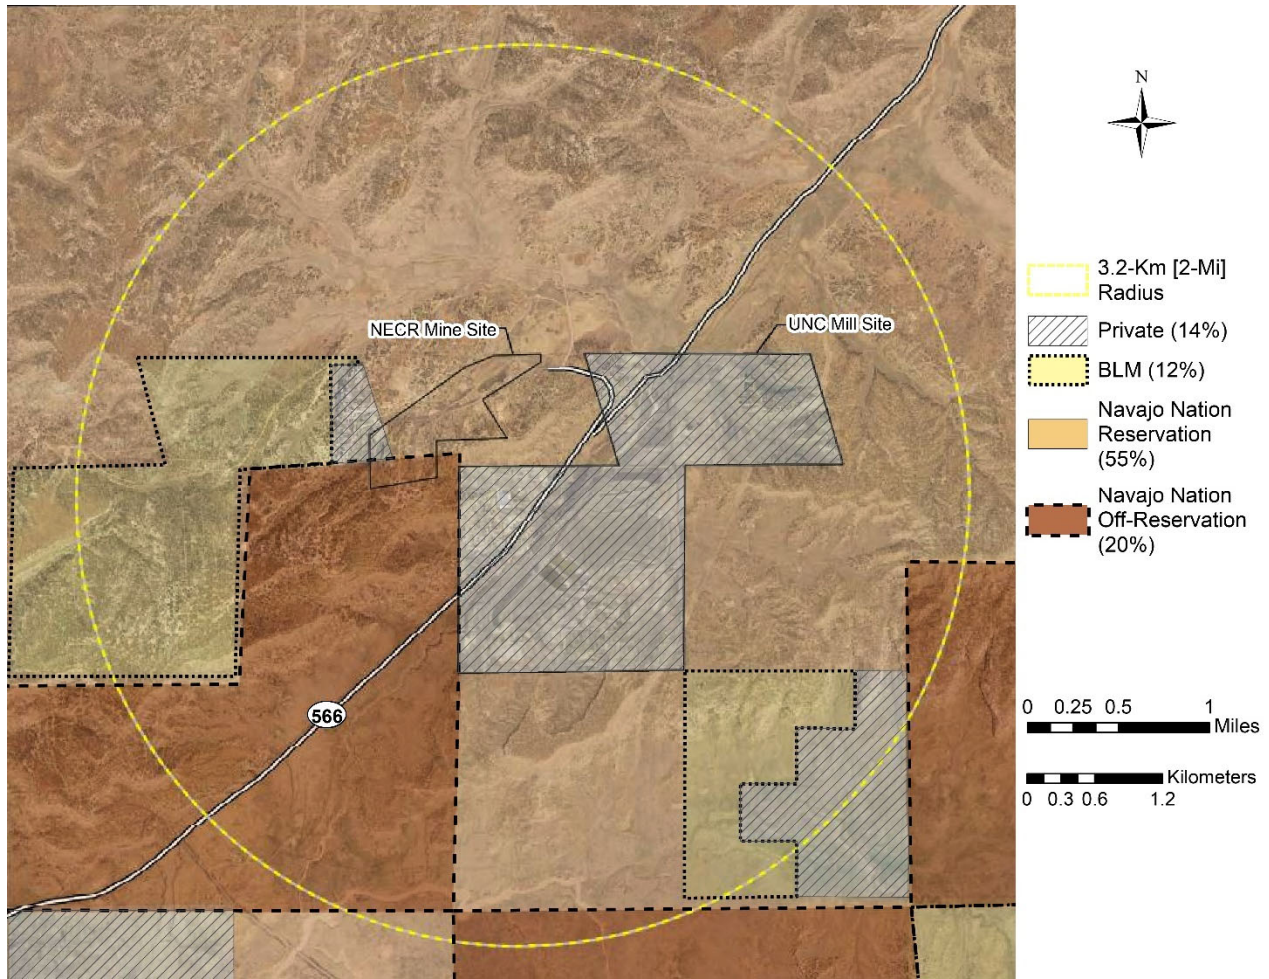 N
NECR Mine Site
UNC Mill Site
566
3.2-Km [2-Mi]
Radius
Private (14%)
BLM (12%)
Navajo Nation
Reservation
(55%)
Navajo Nation
Off-Reservation
(20%)
0 0.25 0.5 1
Miles
Kilometers
0 0.3 0.6 1.2